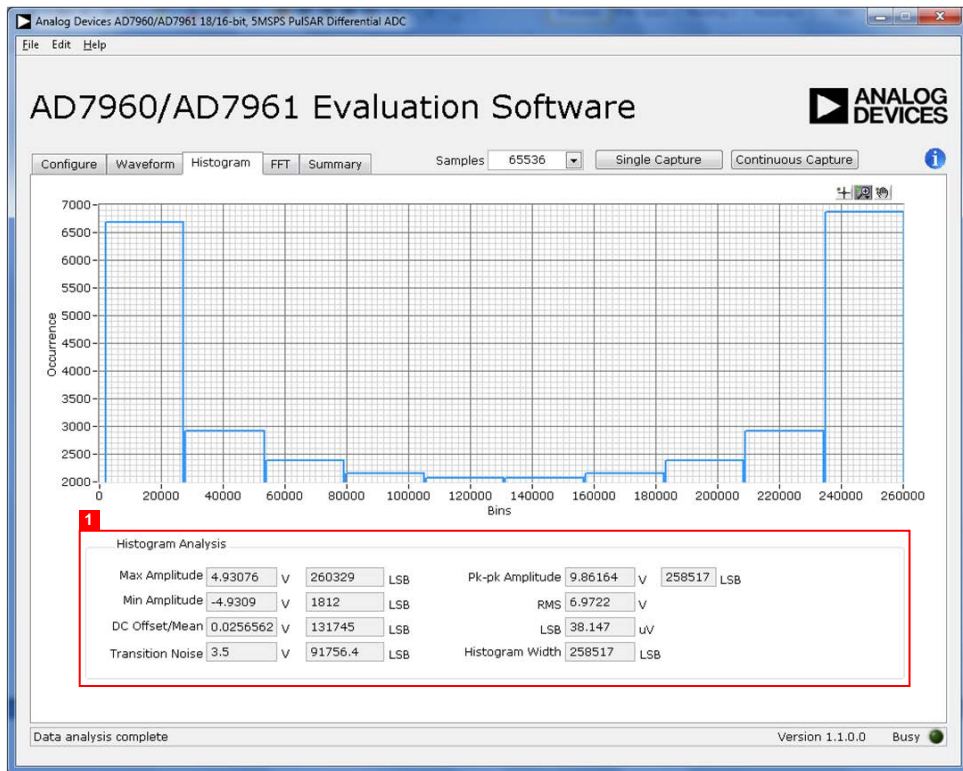 Analog Devices AD7960/AD7961 18/16-bit, 5MSPS PulSAR Differential ADC
File Edit Help
AD7960/AD7961 Evaluation Software
ANALOG
DEVICES
Configure Waveform Histogram FFT Summary Samples 65536 Single Capture Continuous Capture
7000
6500
6000
5500
5000
4500
4000
3500
3000
2500
2000
Occurrence
0 20000 40000 60000 80000 100000 120000 140000 160000 180000 200000 220000 240000 260000
Bins
1
Histogram Analysis
Max Amplitude 4.93076 V 260329 LSB Pk-pk Amplitude 9.86164 V 258517 LSB
Min Amplitude -4.9309 V 1812 LSB RMS 6.9722 V
DC Offset/Mean 0.0256562 V 131745 LSB LSB 38.147 uV
Transition Noise 3.5 V 91756.4 LSB Histogram Width 258517 LSB
Data analysis complete Version 1.1.0.0 Busy